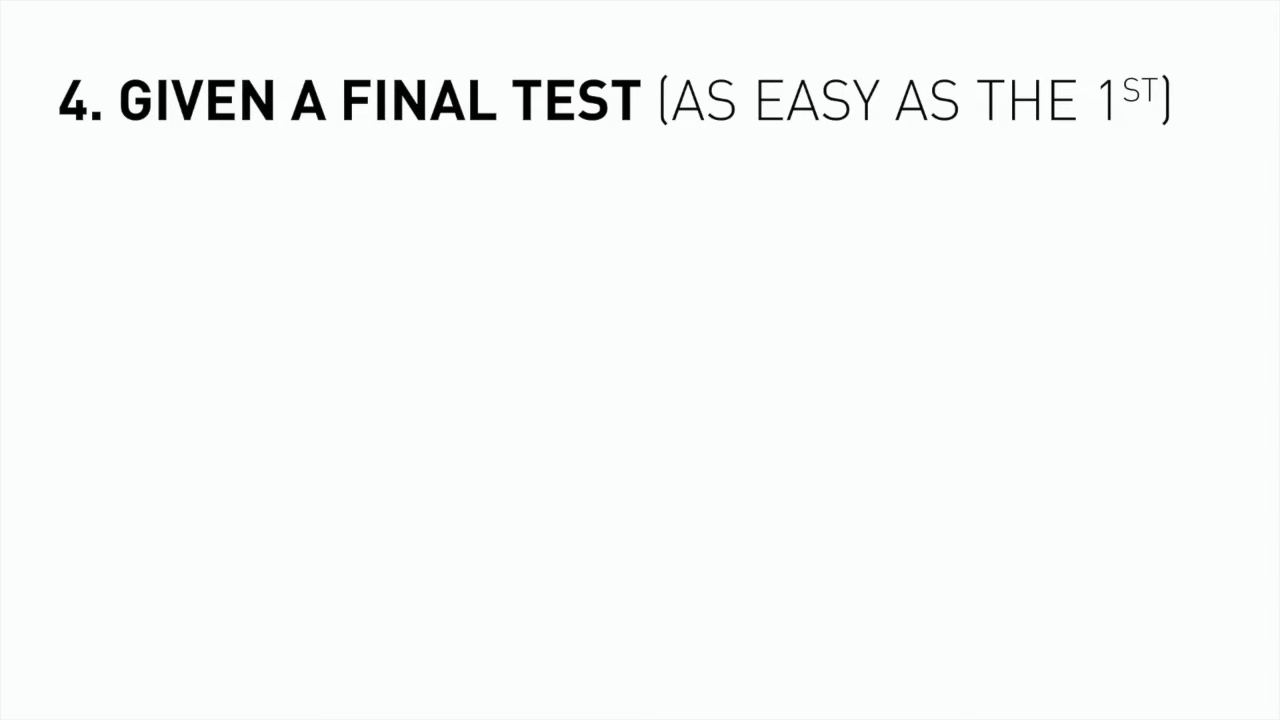 4. GIVEN A FINAL TEST (AS EASY AS THE 1ST)